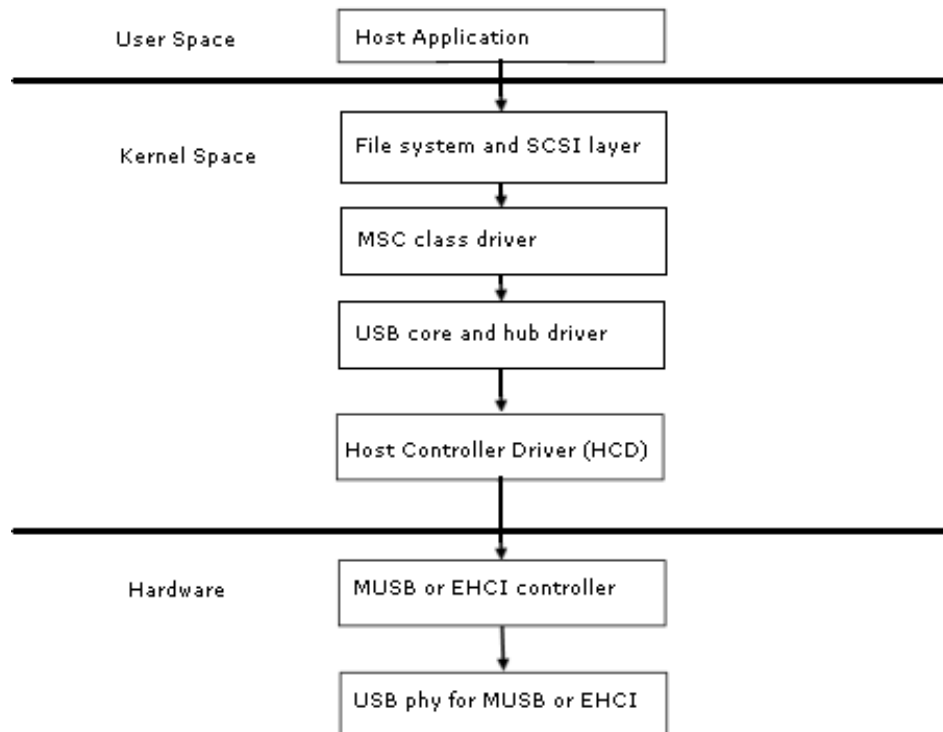 User Space
Host Application
Kernel Space
File system and SCSI layer
MSC class driver
USB core and hub driver
Host Controller Driver (HCD)
Hardware
MUSB or EHCI controller
USB phy for MUSB or EHCI